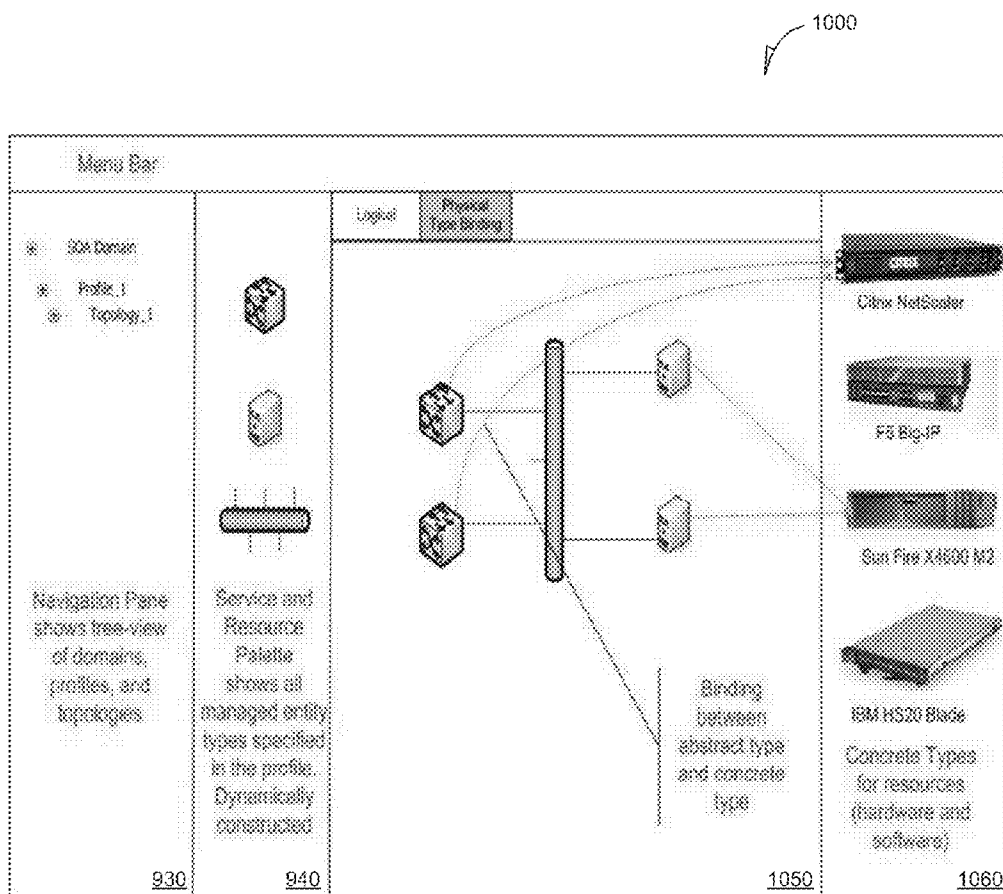 1000
Menu Bar
SOA Domain
Profile_1
Topology_1
Logical
Physical
Type Binding
Citrix NetScaler
F5 Big-IP
Sun Fire X4600 M2
IBM HS20 Blade
Navigation Pane
shows tree-view
of domains,
profiles, and
topologies
Service and
Resource
Palette
shows all
managed entity
types specified
in the profile.
Dynamically
constructed
Binding
between
abstract type
and concrete
type
Concrete Types
for resources
(hardware and
software)
930
940
1050
1060